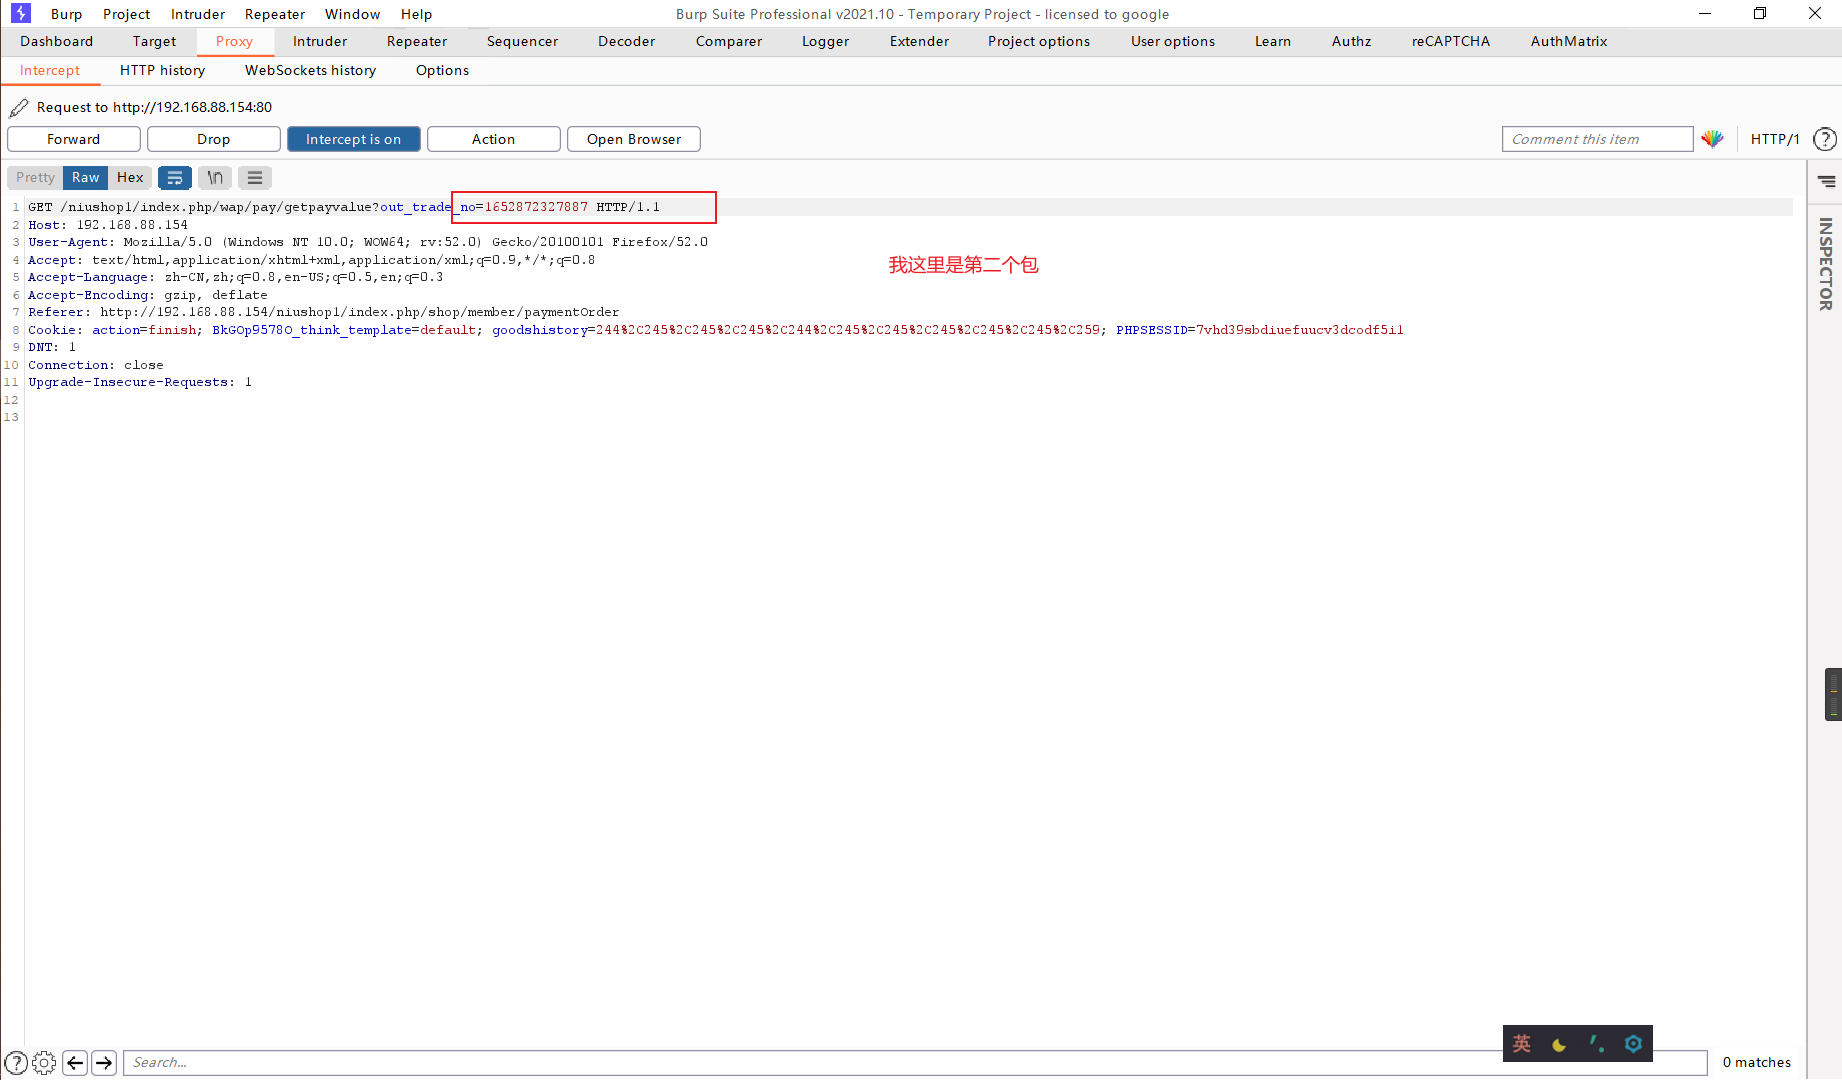 Burp Project Intruder Repeater Window Help
Burp Suite Professional v2021.10 - Temporary Project - licensed to google
Dashboard Target Proxy Intruder Repeater Sequencer Decoder Comparer Logger Extender Project options User options Learn Authz reCAPTCHA AuthMatrix
Intercept HTTP history WebSockets history Options
Request to http://192.168.88.154:80
Forward Drop Intercept is on Action Open Browser Comment this item HTTP/1 ?
Pretty Raw Hex \n
INSPECTOR
1 GET /niushop1/index.php/wap/pay/getpayvalue?out_trade_no=1652872327887 HTTP/1.1
2 Host: 192.168.88.154
3 User-Agent: Mozilla/5.0 (Windows NT 10.0; WOW64; rv:52.0) Gecko/20100101 Firefox/52.0
4 Accept: text/html,application/xhtml+xml,application/xml;q=0.9,*/*;q=0.8
我这里是第二个包
5 Accept-Language: zh-CN,zh;q=0.8,en-US;q=0.5,en;q=0.3
6 Accept-Encoding: gzip, deflate
7 Referer: http://192.168.88.154/niushop1/index.php/shop/member/paymentOrder
8 Cookie: action=finish; BkGOp9578O_think_template=default; goodshistory=244%2C245%2C245%2C245%2C244%2C245%2C245%2C245%2C245%2C245%2C259; PHPSESSID=7vhd39sbdiuefuucv3dcodf5i1
9 DNT: 1
10 Connection: close
11 Upgrade-Insecure-Requests: 1
12
13
英
? Search... 0 matches